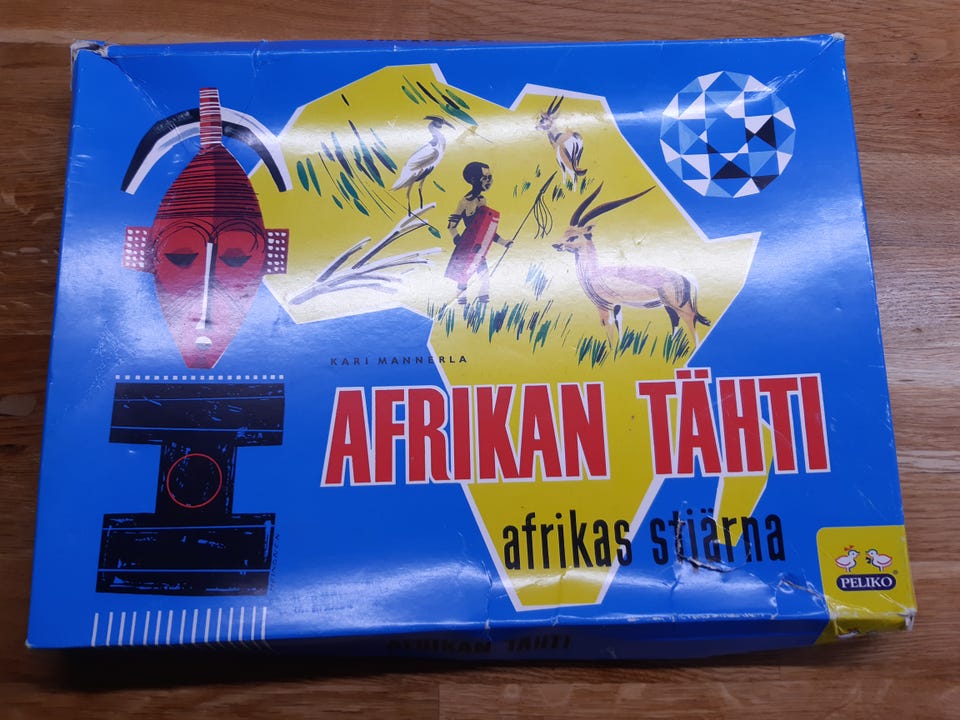 KARI MANNERLA
AFRIKAN TÄHTI
afrikas stjärna
PELIKO®
AFRIKAN TÄHTI